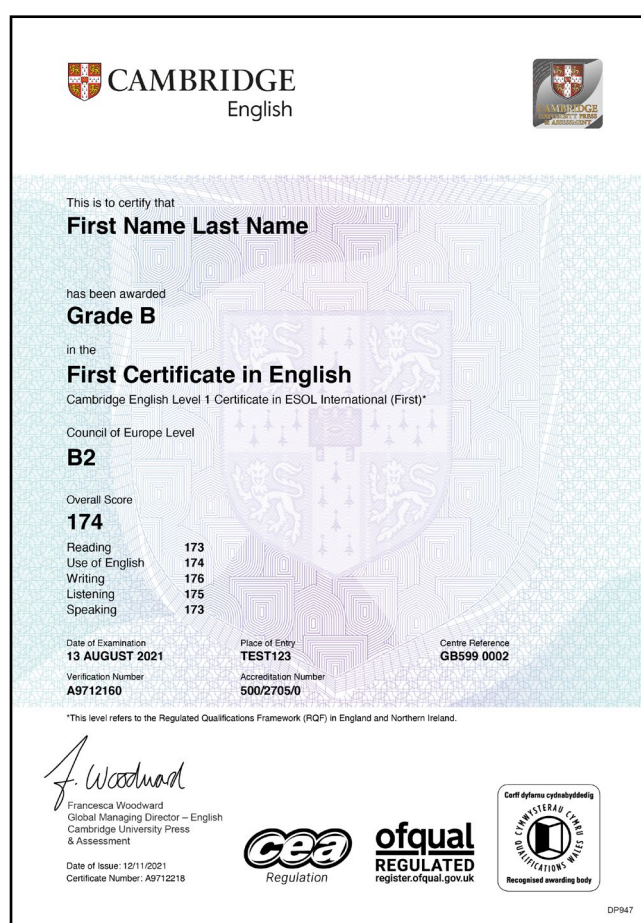 CAMBRIDGE
English
CAMBRIDGE
UNIVERSITY PRESS
& ASSESSMENT
This is to certify that
First Name Last Name
has been awarded
Grade B
in the
First Certificate in English
Cambridge English Level 1 Certificate in ESOL International (First)*
Council of Europe Level
B2
Overall Score
174
Reading 173
Use of English 174
Writing 176
Listening 175
Speaking 173
Date of Examination Place of Entry Centre Reference
13 AUGUST 2021 TEST123 GB599 0002
Verification Number Accreditation Number
A9712160 500/2705/0
*This level refers to the Regulated Qualifications Framework (RQF) in England and Northern Ireland.
F. Woodward
Francesca Woodward
Global Managing Director – English
Cambridge University Press
& Assessment
Date of Issue: 12/11/2021
Certificate Number: A9712218
cea
Regulation
ofqual
REGULATED
register.ofqual.gov.uk
Corff dyfarnu cydnabyddedig
CYMWYSTERAU CYMRU
QUALIFICATIONS WALES
Recognised awarding body
DP947